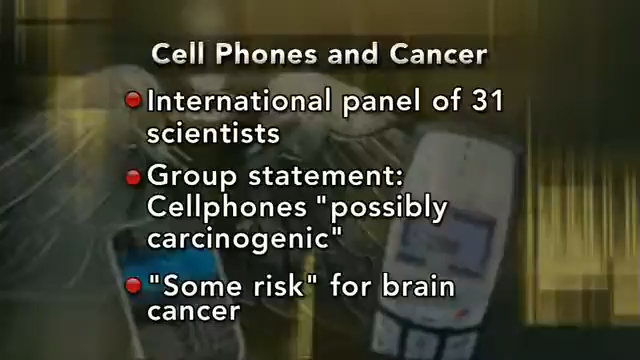 Cell Phones and Cancer
International panel of 31
scientists
Group statement:
Cellphones "possibly
carcinogenic"
"Some risk" for brain
cancer